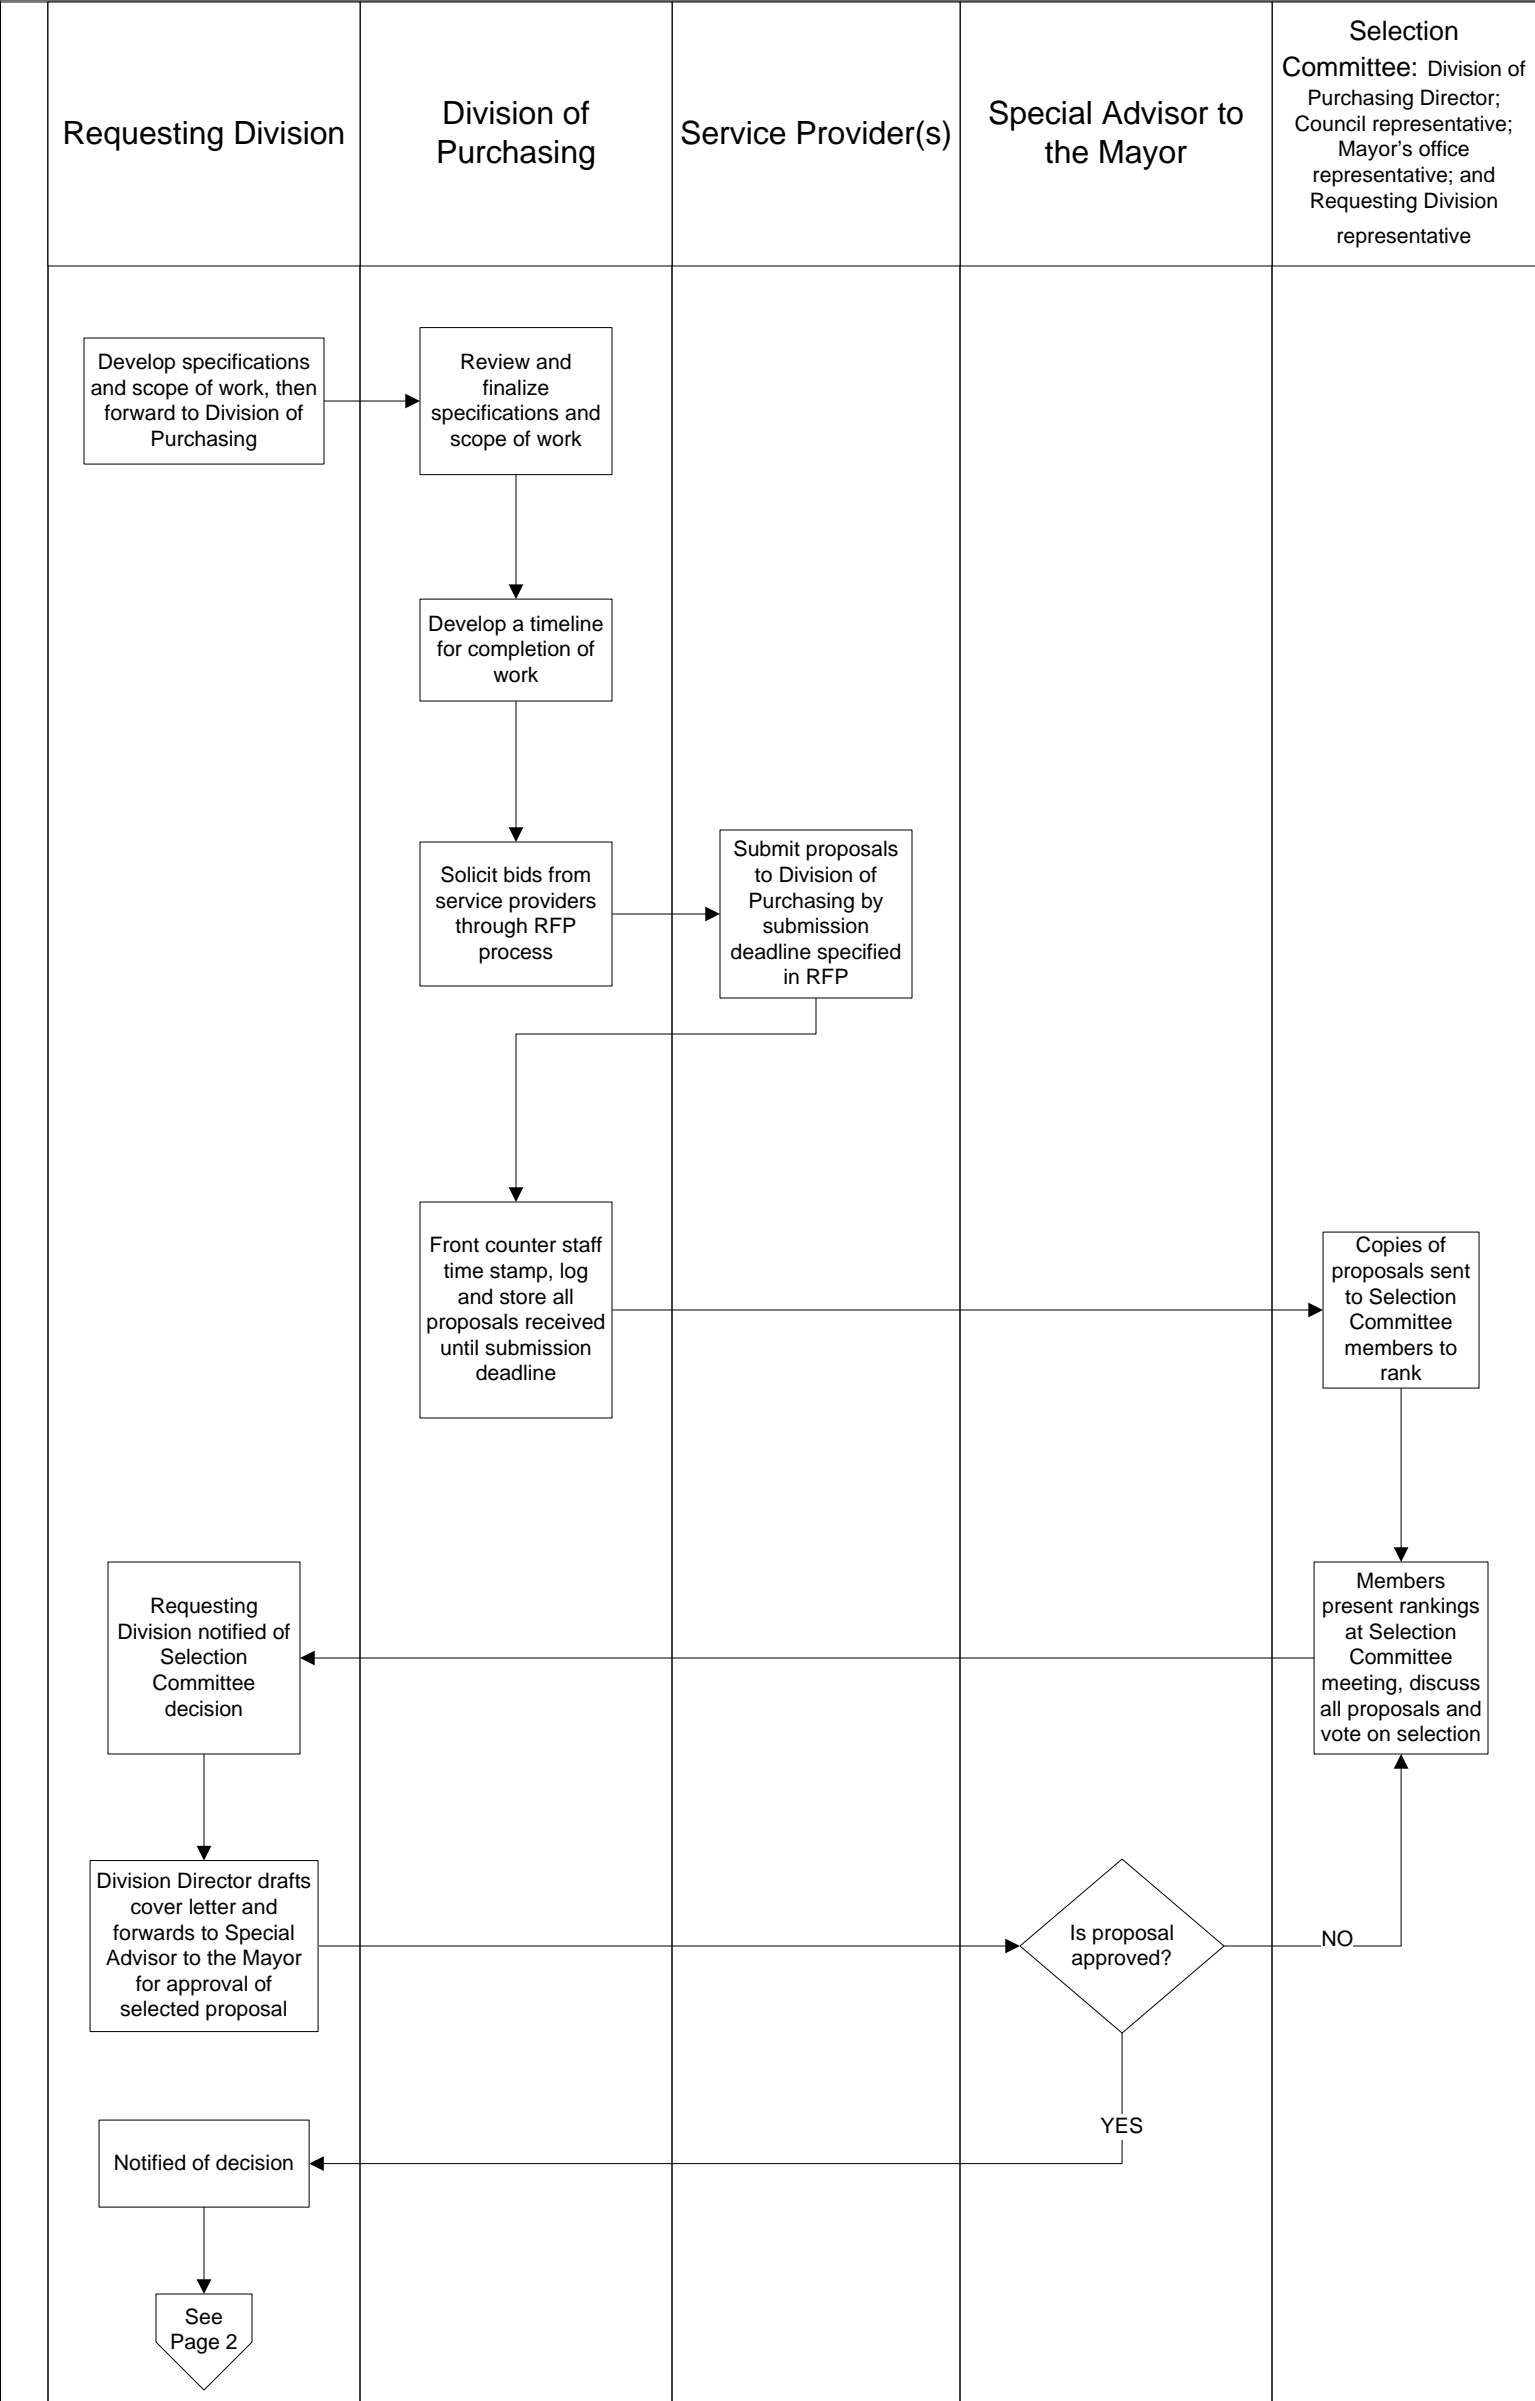 Requesting Division
Division of
Purchasing
Service Provider(s)
Special Advisor to
the Mayor
Selection
Committee: Division of
Purchasing Director;
Council representative;
Mayor's office
representative; and
Requesting Division
representative
Develop specifications
and scope of work, then
forward to Division of
Purchasing
Review and
finalize
specifications and
scope of work
Develop a timeline
for completion of
work
Solicit bids from
service providers
through RFP
process
Submit proposals
to Division of
Purchasing by
submission
deadline specified
in RFP
Front counter staff
time stamp, log
and store all
proposals received
until submission
deadline
Copies of
proposals sent
to Selection
Committee
members to
rank
Members
present rankings
at Selection
Committee
meeting, discuss
all proposals and
vote on selection
Requesting
Division notified of
Selection
Committee
decision
Division Director drafts
cover letter and
forwards to Special
Advisor to the Mayor
for approval of
selected proposal
Is proposal
approved?
NO
YES
Notified of decision
See
Page 2